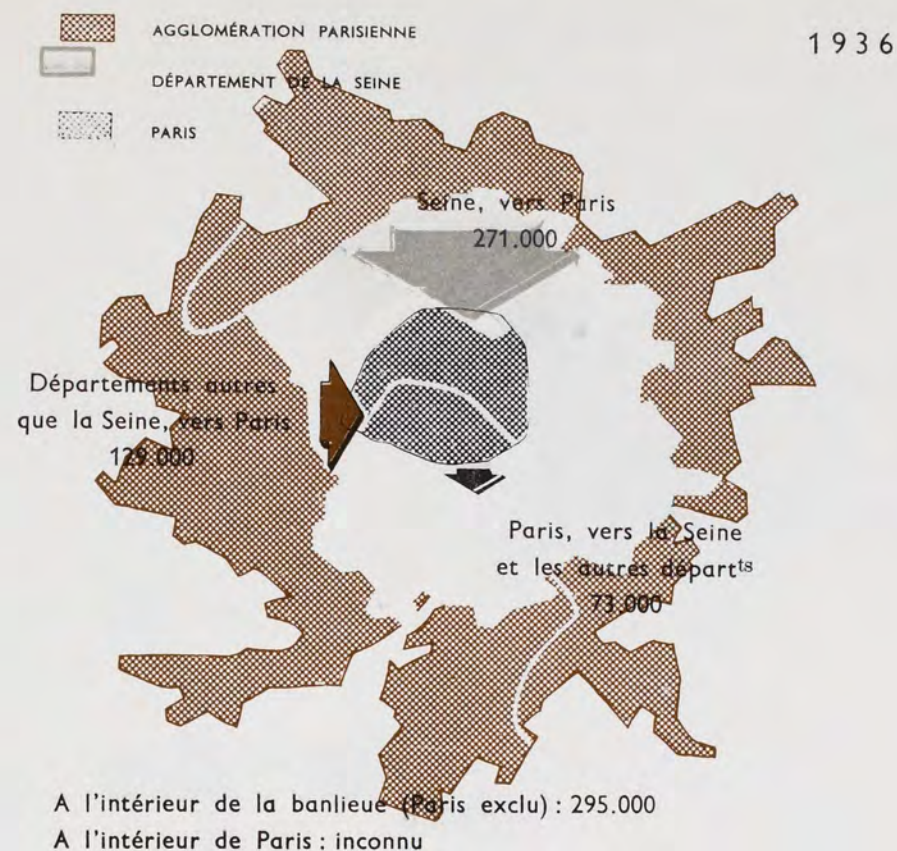 AGGLOMÉRATION PARISIENNE
1936
DÉPARTEMENT DE LA SEINE
PARIS
Seine, vers Paris
271.000
Départements autres
que la Seine, vers Paris
129.000
Paris, vers la Seine
et les autres départᵗˢ
73.000
A l'intérieur de la banlieue (Paris exclu) : 295.000
A l'intérieur de Paris : inconnu